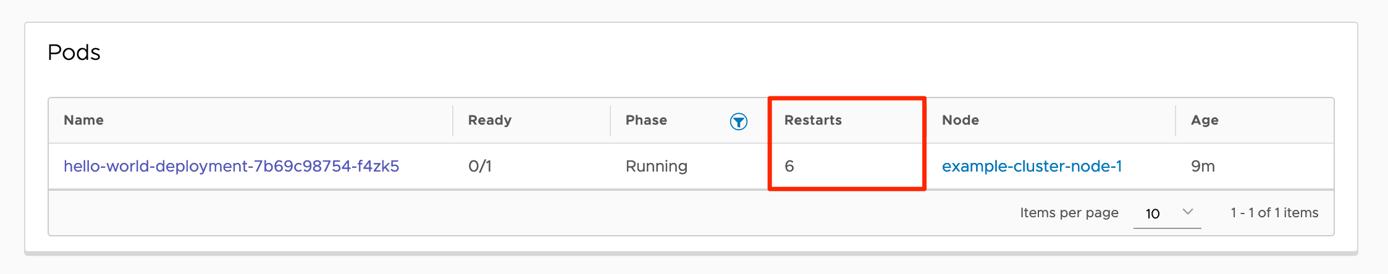 Pods
Name Ready Phase Restarts Node Age
hello-world-deployment-7b69c98754-f4zk5 0/1 Running 6 example-cluster-node-1 9m
Items per page 10 1 - 1 of 1 items